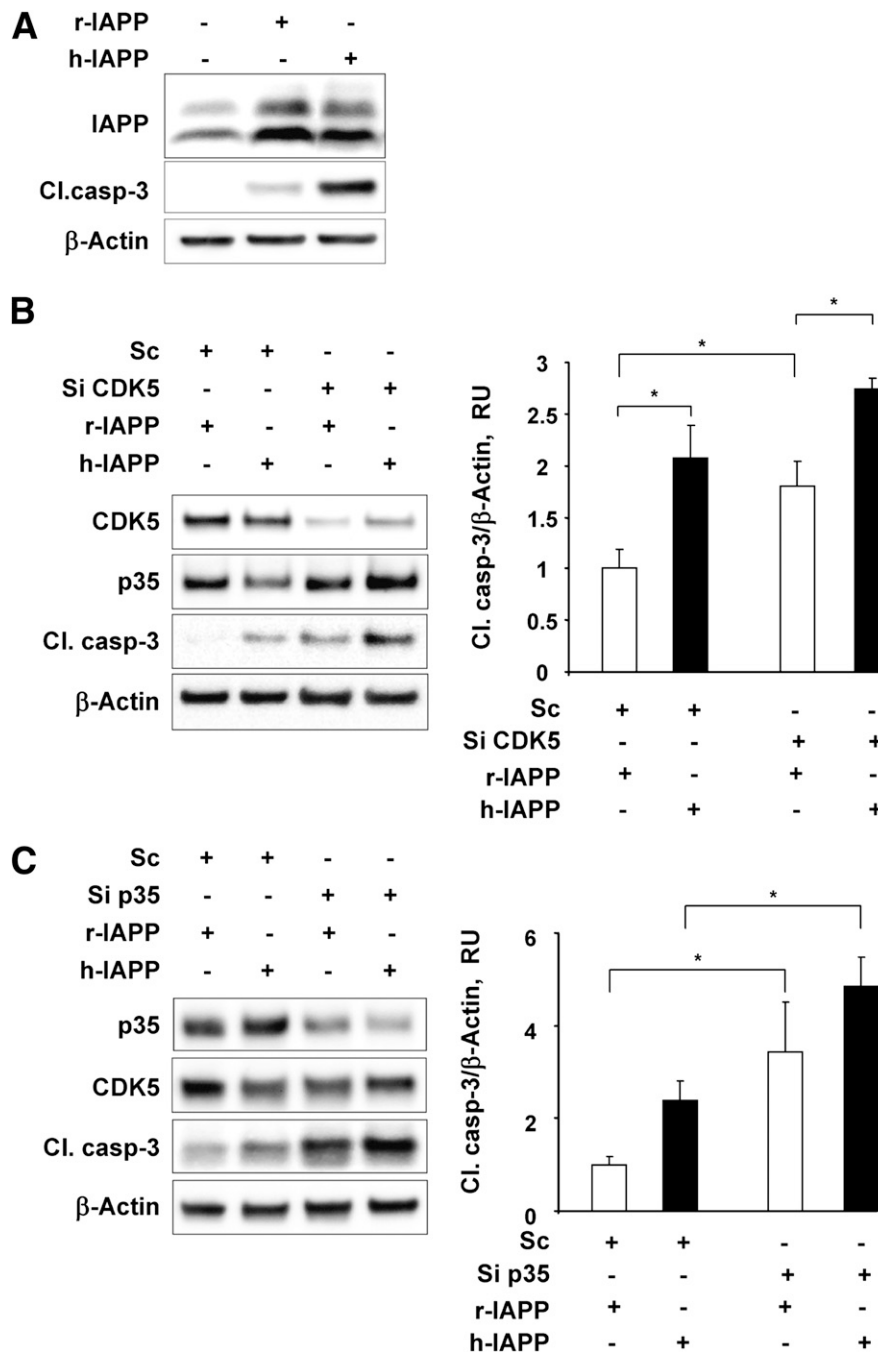 A
r-IAPP - + -
h-IAPP - - +
IAPP
Cl.casp-3
β-Actin
B
Sc + + - -
Si CDK5 - - + +
r-IAPP + - + -
h-IAPP - + - +
CDK5
p35
Cl. casp-3
β-Actin
Cl. casp-3/β-Actin, RU
3
2.5
2
1.5
1
0.5
0
*
*
*
Sc + + - -
Si CDK5 - - + +
r-IAPP + - + -
h-IAPP - + - +
C
Sc + + - -
Si p35 - - + +
r-IAPP + - + -
h-IAPP - + - +
p35
CDK5
Cl. casp-3
β-Actin
Cl. casp-3/β-Actin, RU
6
4
2
0
*
*
Sc + + - -
Si p35 - - + +
r-IAPP + - + -
h-IAPP - + - +